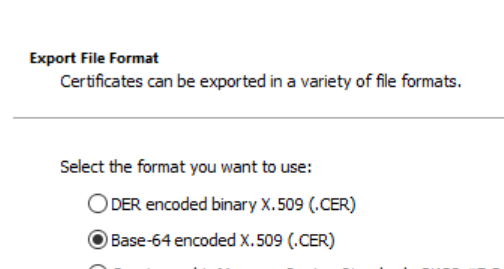 Export File Format
Certificates can be exported in a variety of file formats.
Select the format you want to use:
DER encoded binary X.509 (.CER)
Base-64 encoded X.509 (.CER)